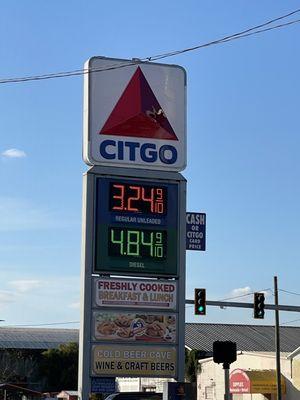 CITGO
3.24 9/10
REGULAR UNLEADED
CASH
OR
CITGO
CARD
PRICE
4.84 9/10
DIESEL
FRESHLY COOKED
BREAKFAST & LUNCH
COLD BEER CAVE
WINE & CRAFT BEERS